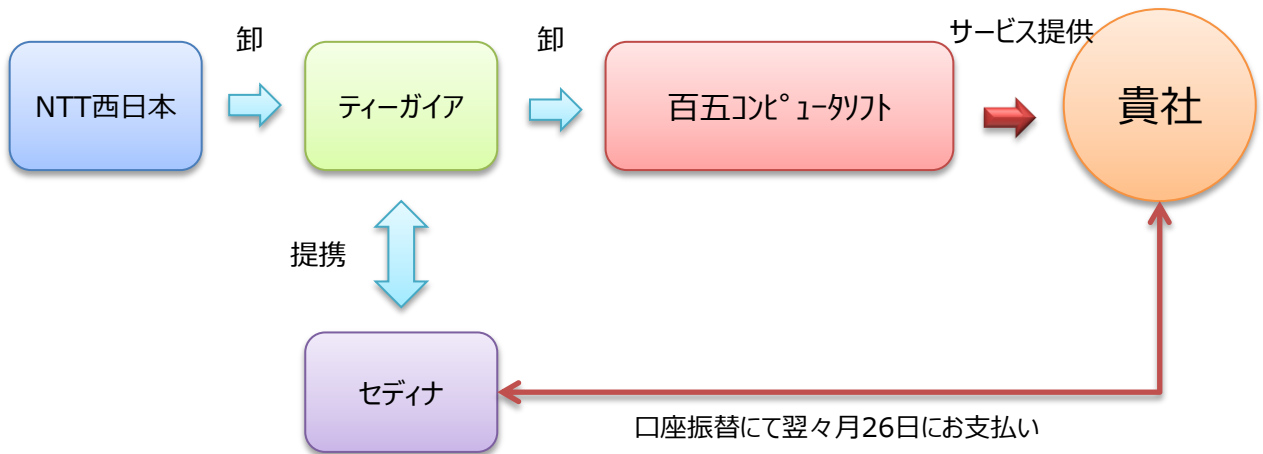 卸
卸
サービス提供
NTT西日本
ティーガイア
百五ｺﾝﾋﾟｭｰﾀｿﾌﾄ
貴社
提携
セディナ
口座振替にて翌々月26日にお支払い